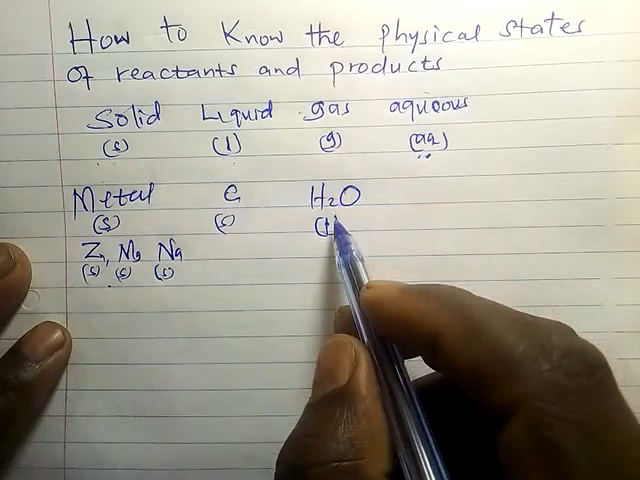 How to Know the physical states
of reactants and products
Solid Liquid gas aqueous
(s) (l) (g) (aq)
Metal C H₂O
(s) (s) (l
Zn, Mg Na
(s) (s) (s)